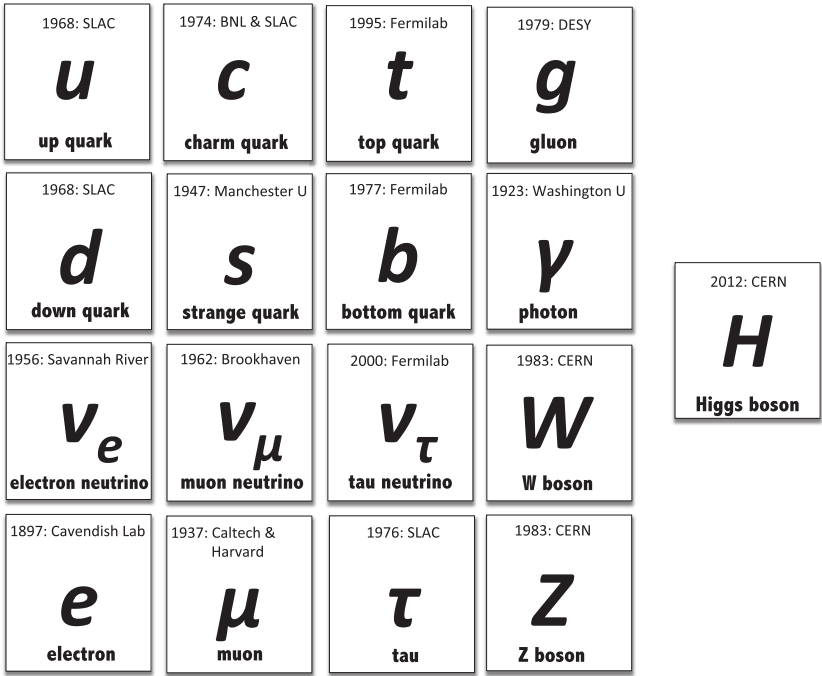 1968: SLAC
u
up quark
1974: BNL & SLAC
c
charm quark
1995: Fermilab
t
top quark
1979: DESY
g
gluon
1968: SLAC
d
down quark
1947: Manchester U
s
strange quark
1977: Fermilab
b
bottom quark
1923: Washington U
γ
photon
2012: CERN
H
Higgs boson
1956: Savannah River
νe
electron neutrino
1962: Brookhaven
νμ
muon neutrino
2000: Fermilab
ντ
tau neutrino
1983: CERN
W
W boson
1897: Cavendish Lab
e
electron
1937: Caltech &
Harvard
μ
muon
1976: SLAC
τ
tau
1983: CERN
Z
Z boson